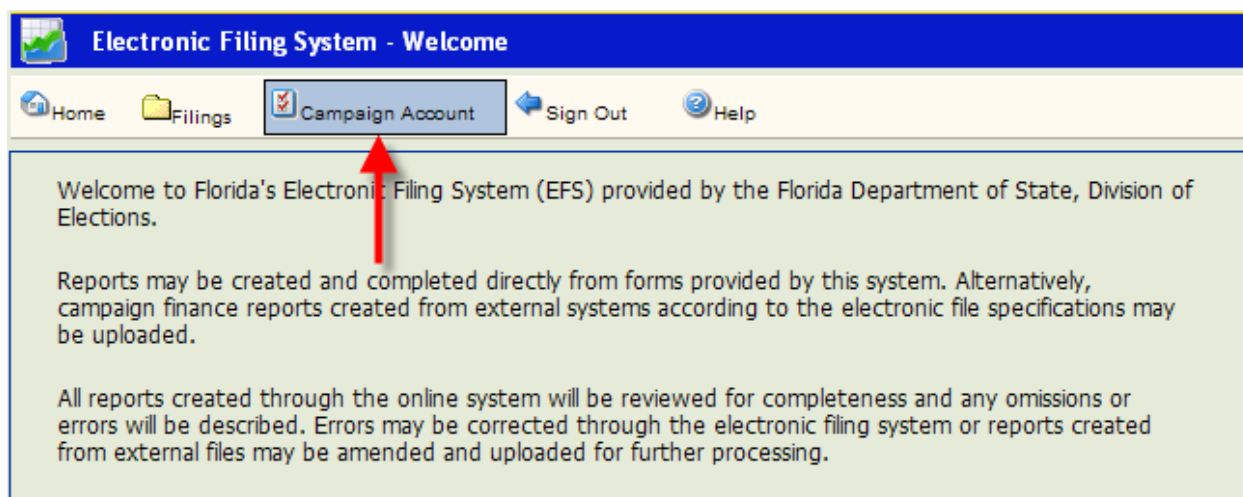 Electronic Filing System - Welcome
Home Filings Campaign Account Sign Out Help
Welcome to Florida's Electronic Filing System (EFS) provided by the Florida Department of State, Division of
Elections.
Reports may be created and completed directly from forms provided by this system. Alternatively,
campaign finance reports created from external systems according to the electronic file specifications may
be uploaded.
All reports created through the online system will be reviewed for completeness and any omissions or
errors will be described. Errors may be corrected through the electronic filing system or reports created
from external files may be amended and uploaded for further processing.